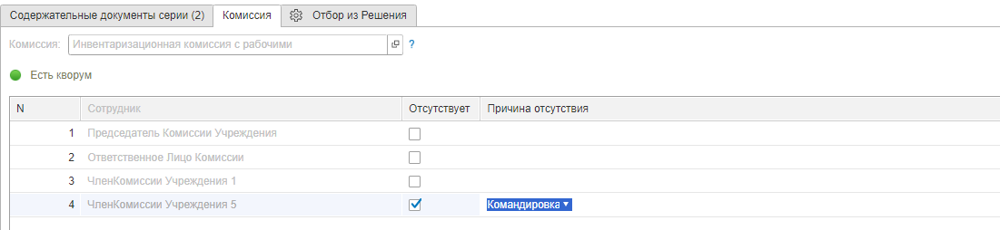 Содержательные документы серии (2) Комиссия Отбор из Решения
Комиссия: Инвентаризационная комиссия с рабочими ?
Есть кворум
N Сотрудник Отсутствует Причина отсутствия
1 Председатель Комиссии Учреждения
2 Ответственное Лицо Комиссии
3 ЧленКомиссии Учреждения 1
4 ЧленКомиссии Учреждения 5 Командировка